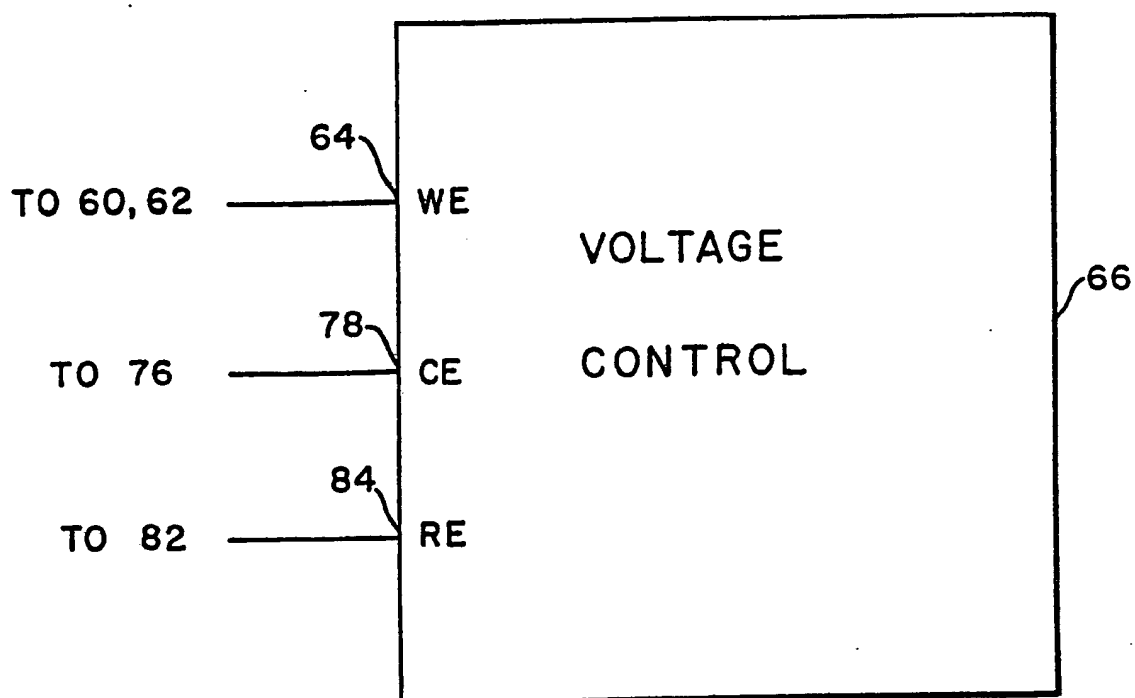 64
TO 60, 62
WE
VOLTAGE
66
78
CONTROL
TO 76
CE
84
TO 82
RE